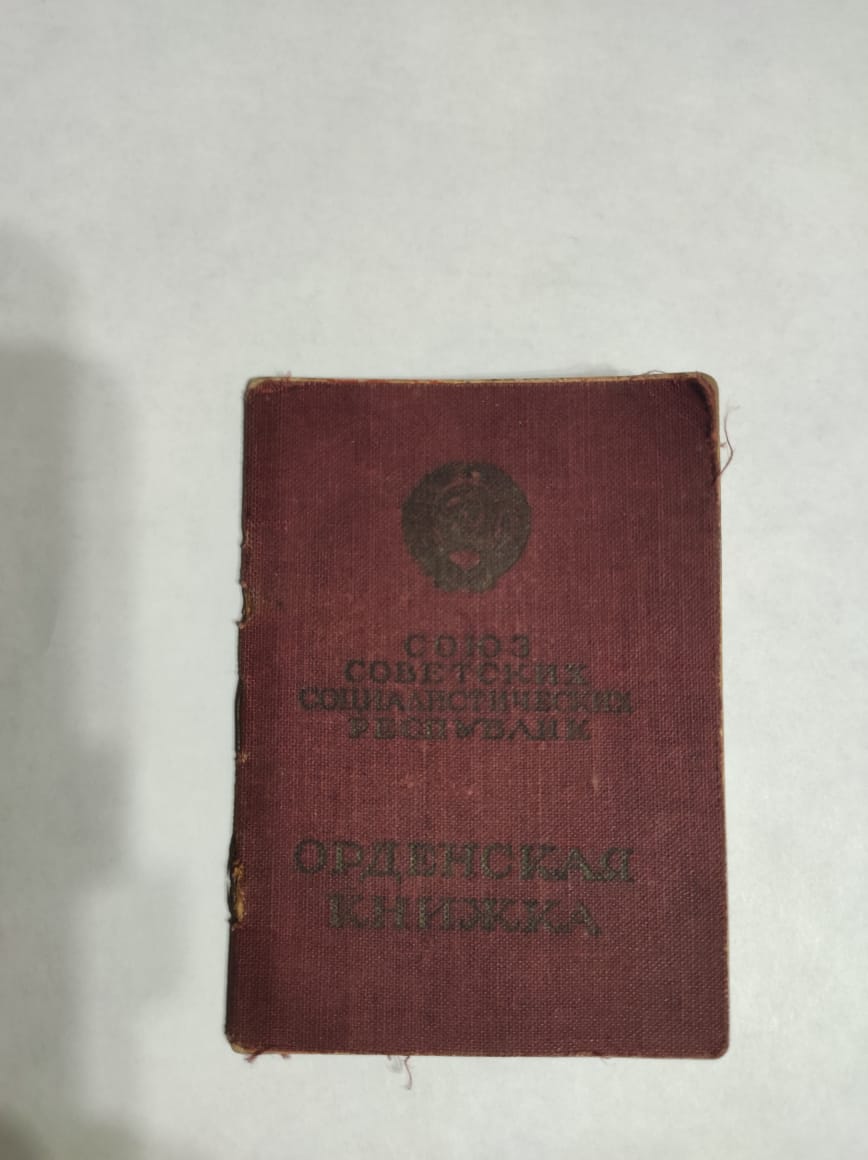 СОЮЗ
СОВЕТСКИХ
СОЦИАЛИСТИЧЕСКИХ
РЕСПУБЛИК
ОРДЕНСКАЯ
КНИЖКА